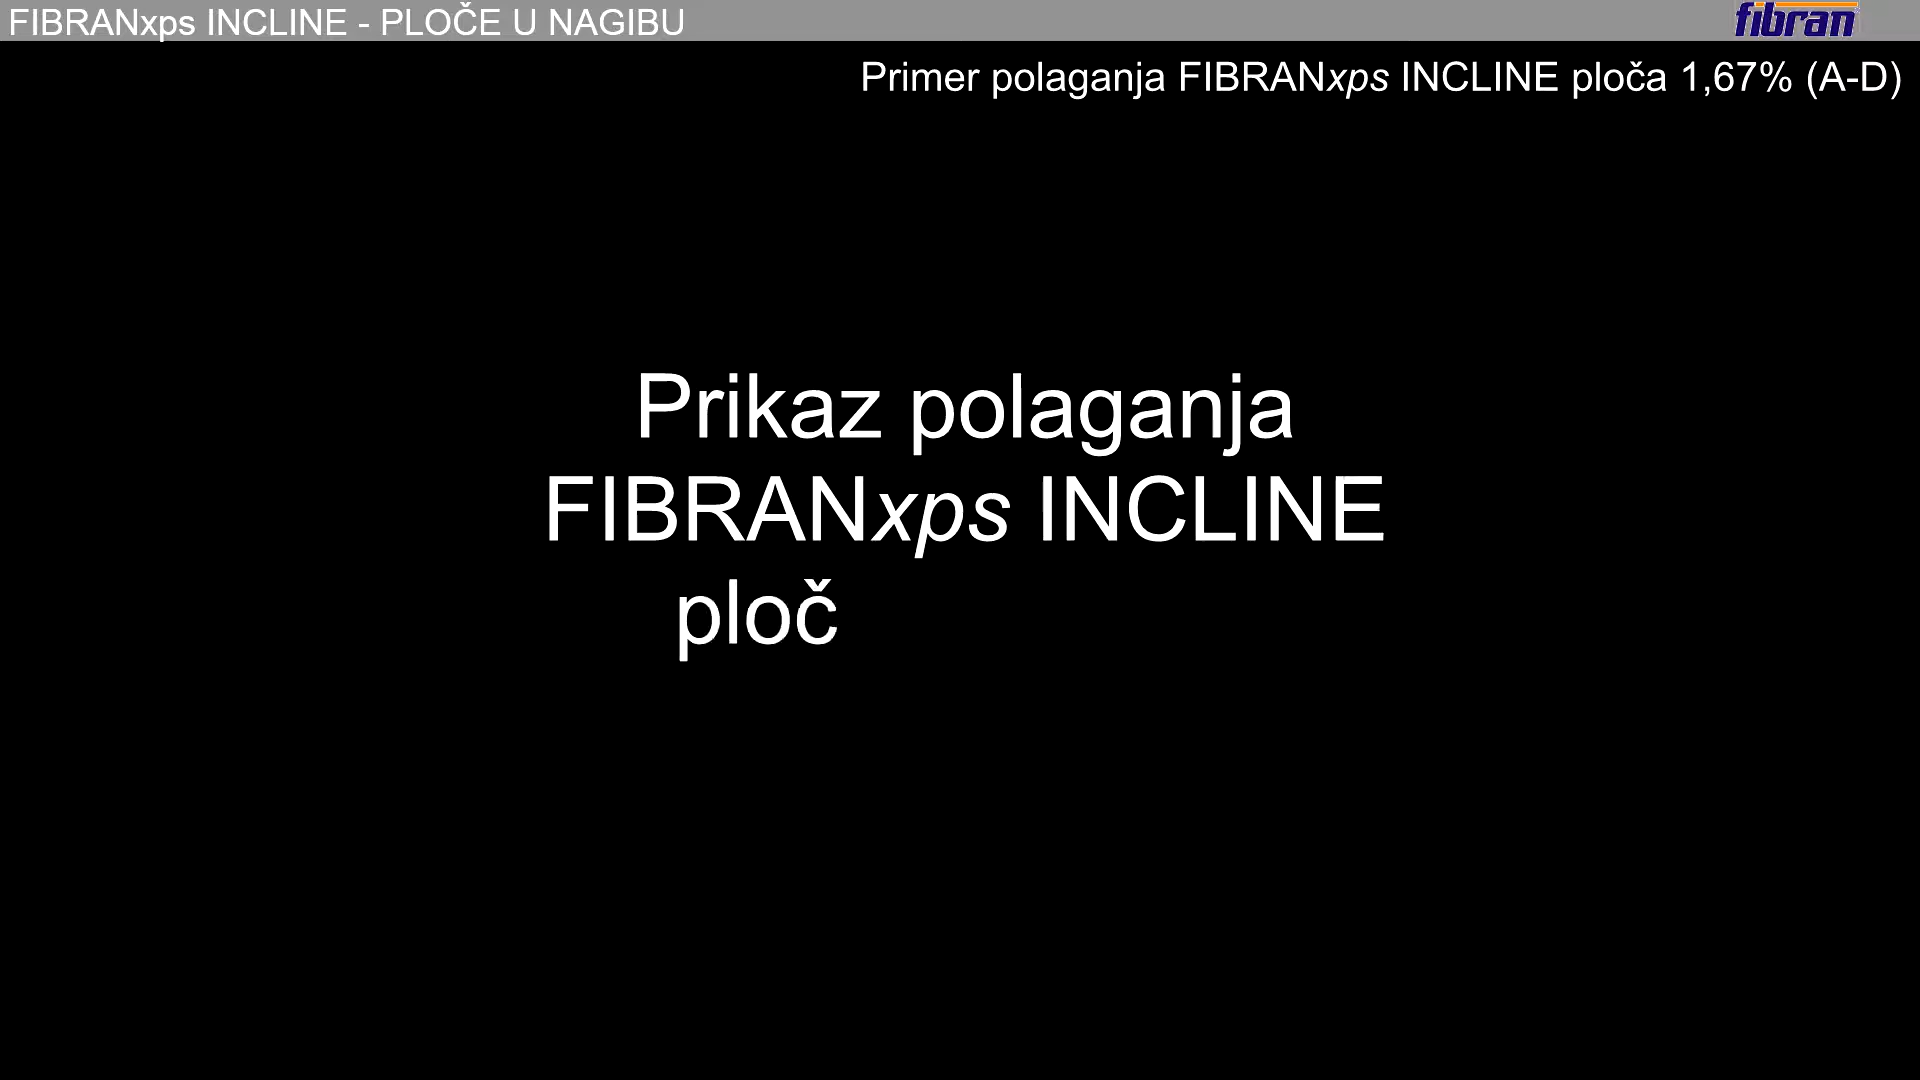 FIBRANxps INCLINE - PLOČE U NAGIBU
fibran
Primer polaganja FIBRANxps INCLINE ploča 1,67% (A-D)
Prikaz polaganja
FIBRANxps INCLINE
ploč